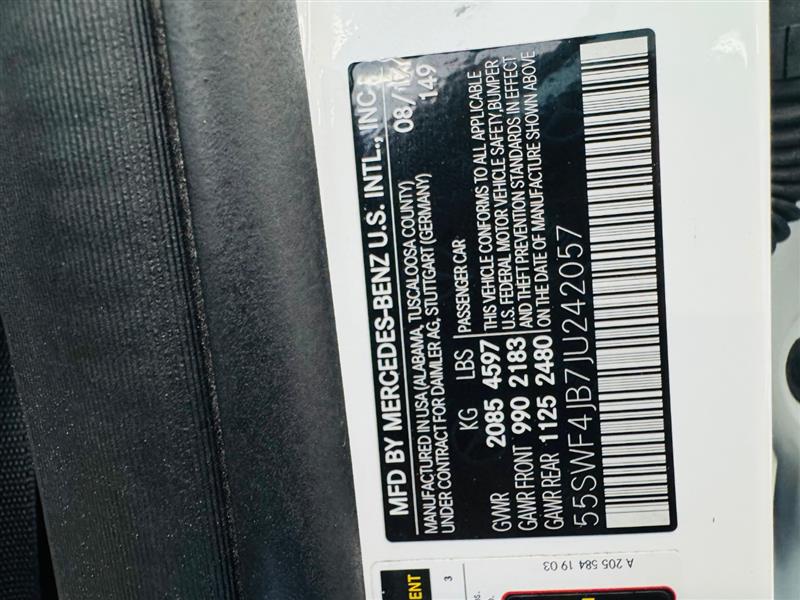 MFD BY MERCEDES-BENZ U.S. INTL., INC.
MANUFACTURED IN USA (ALABAMA, TUSCALOOSA COUNTY) 08/
UNDER CONTRACT FOR DAIMLER AG, STUTTGART (GERMANY) 149
KG LBS PASSENGER CAR
GWR 2085 4597 THIS VEHICLE CONFORMS TO ALL APPLICABLE
U.S. FEDERAL MOTOR VEHICLE SAFETY, BUMPER
GAWR FRONT 990 2183 AND THEFT PREVENTION STANDARDS IN EFFECT
GAWR REAR 1125 2480 ON THE DATE OF MANUFACTURE SHOWN ABOVE
55SWF4JB7JU242057
A 205 584 19 03
3